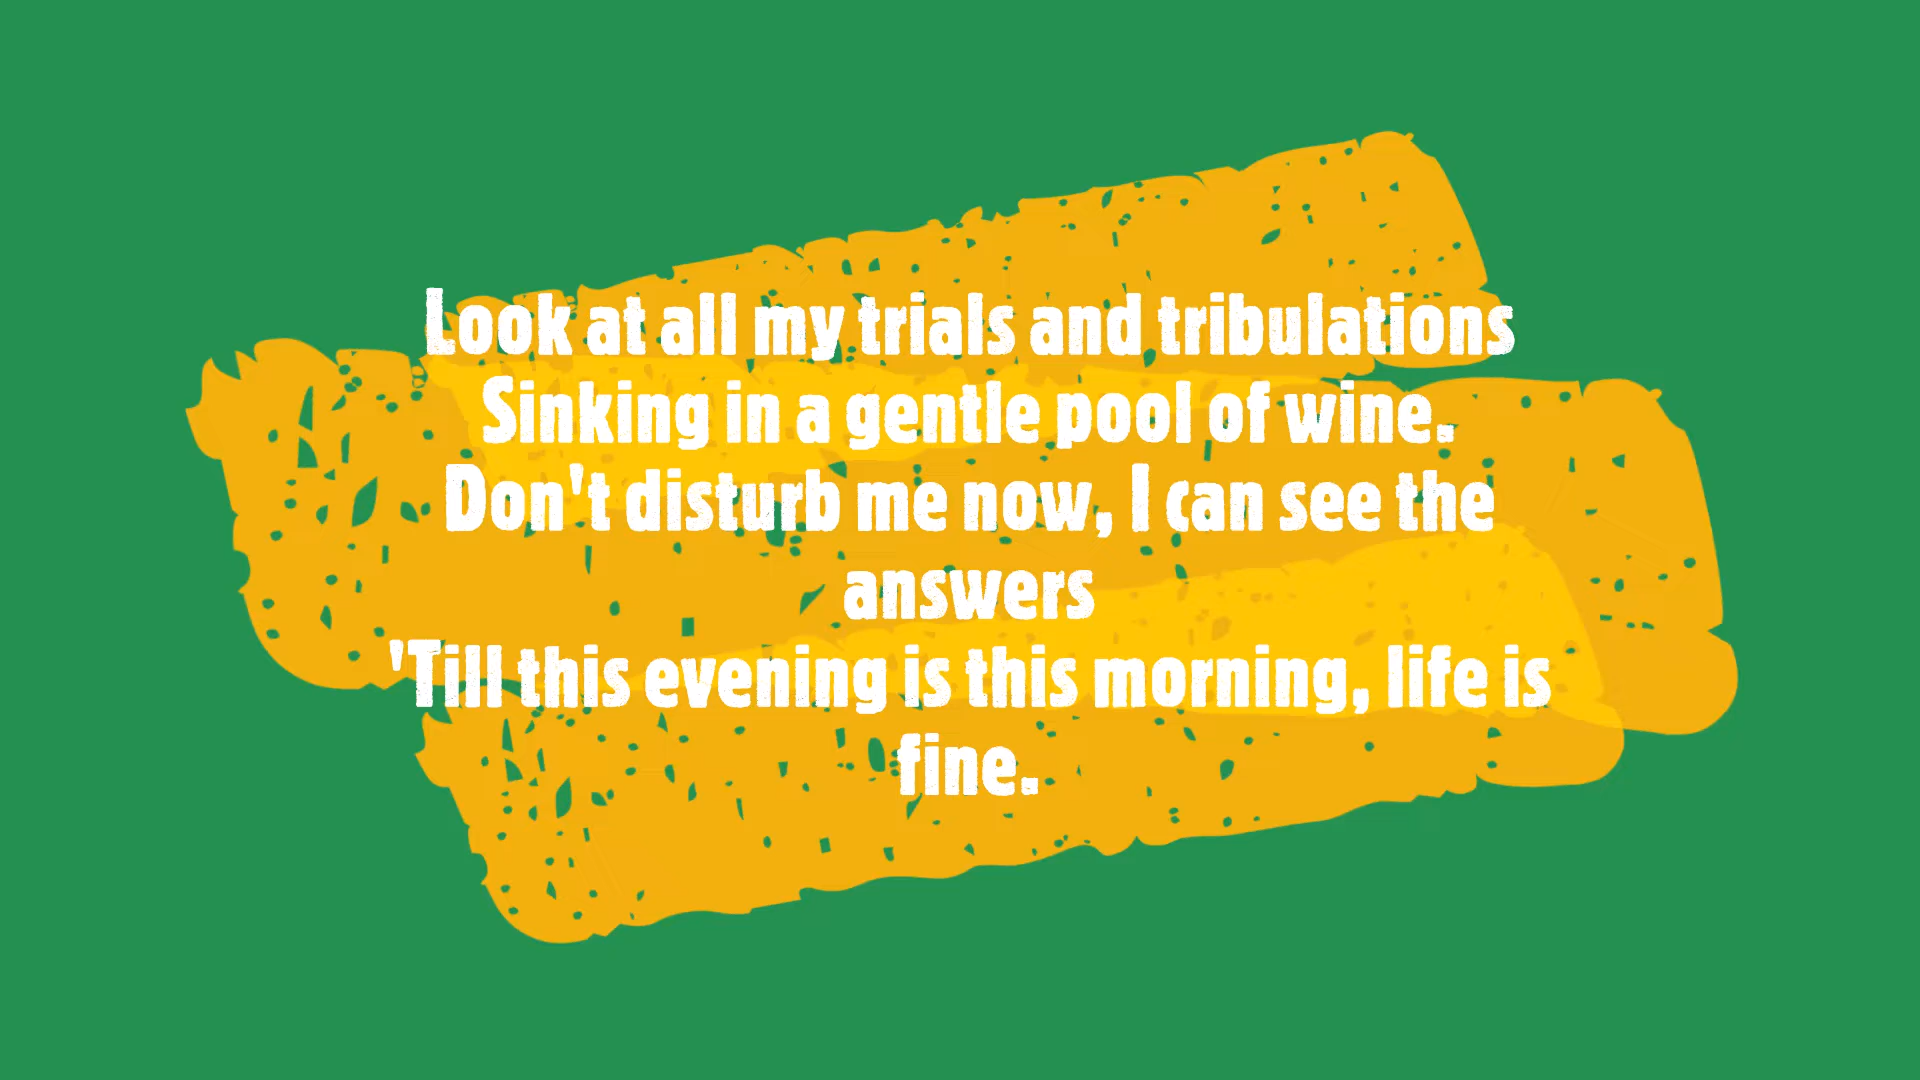 Look at all my trials and tribulations
Sinking in a gentle pool of wine.
Don't disturb me now, I can see the
answers
'Till this evening is this morning, life is
fine.